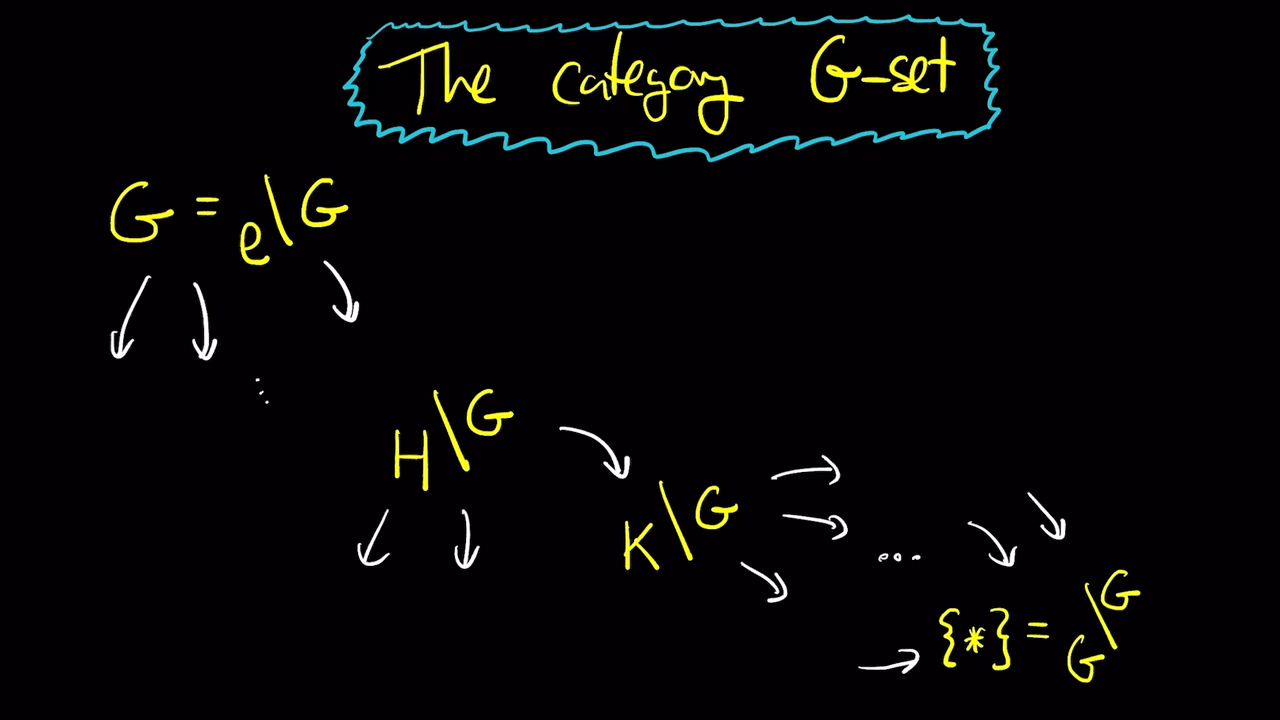 The category G-set
G = e\G
H\G
K\G
...
{*} = G\G